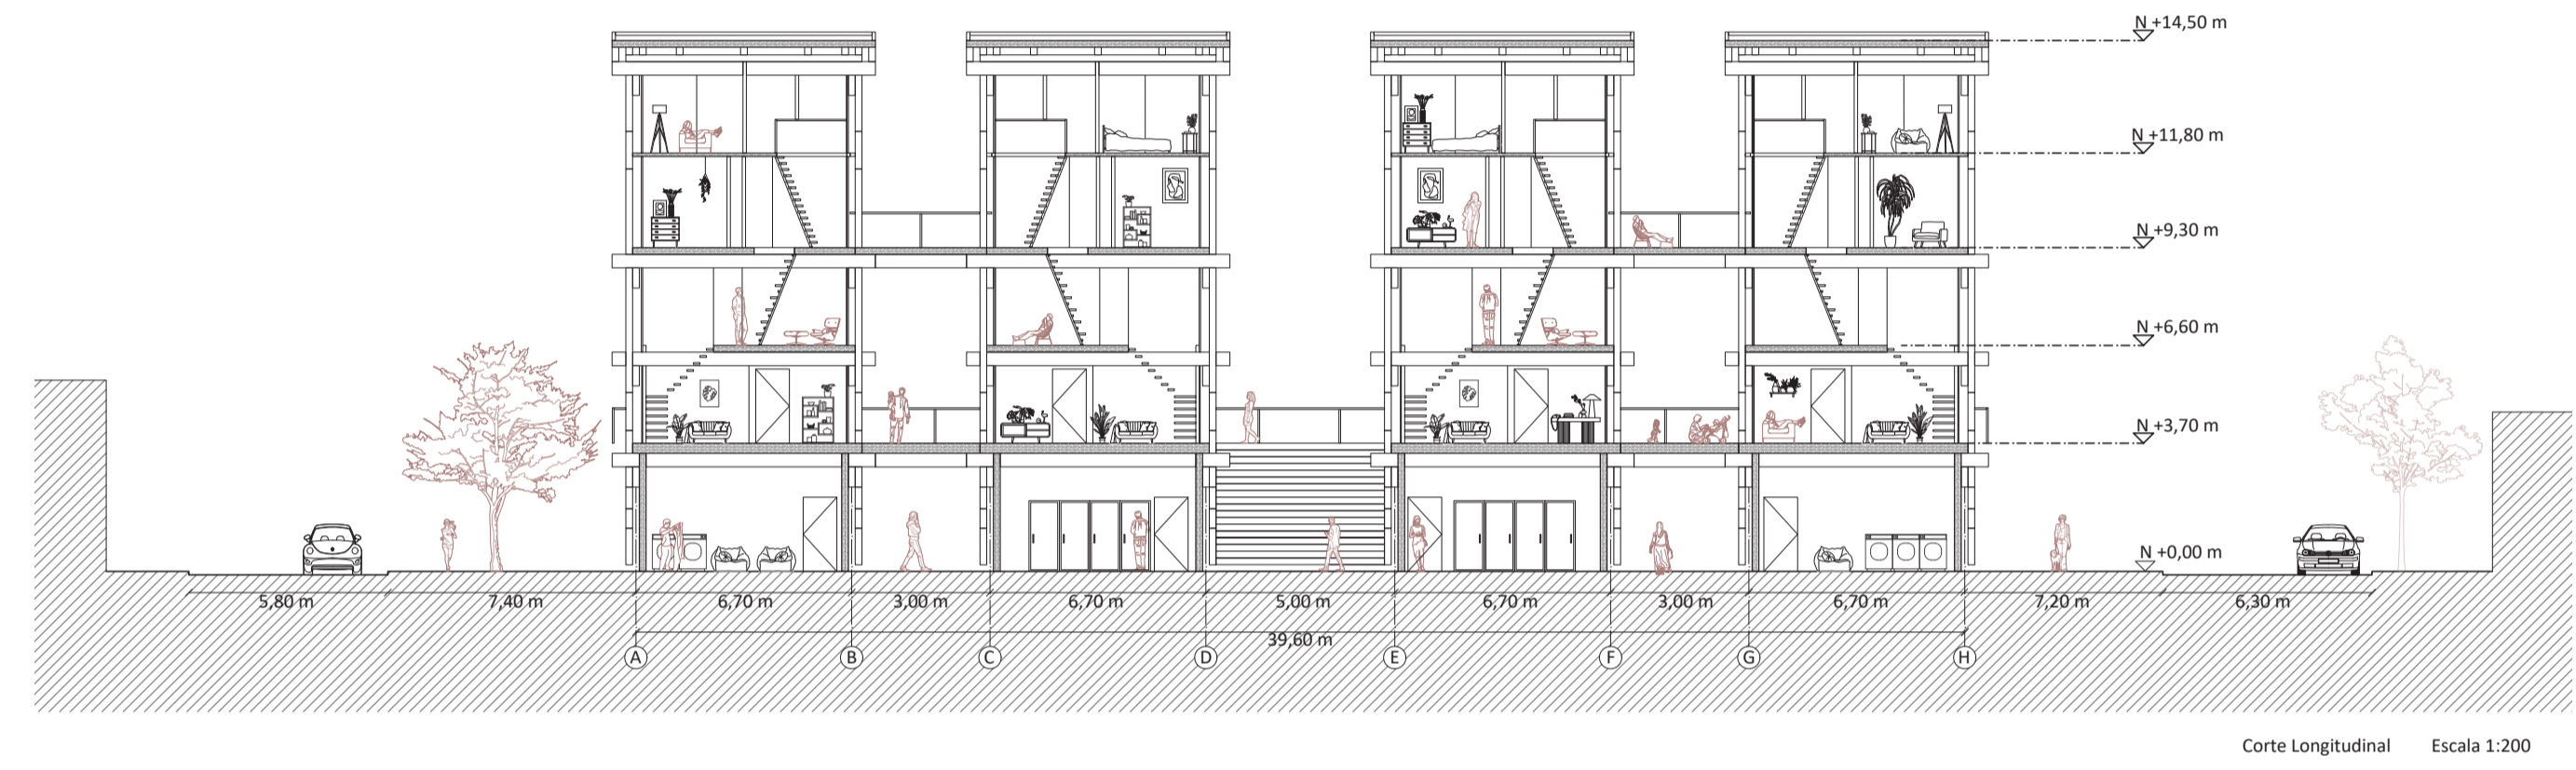 N +14,50 m
N +11,80 m
N +9,30 m
N +6,60 m
N +3,70 m
N +0,00 m
5,80 m 7,40 m 6,70 m 3,00 m 6,70 m 5,00 m 6,70 m 3,00 m 6,70 m 7,20 m 6,30 m
39,60 m
A B C D E F G H
Corte Longitudinal Escala 1:200